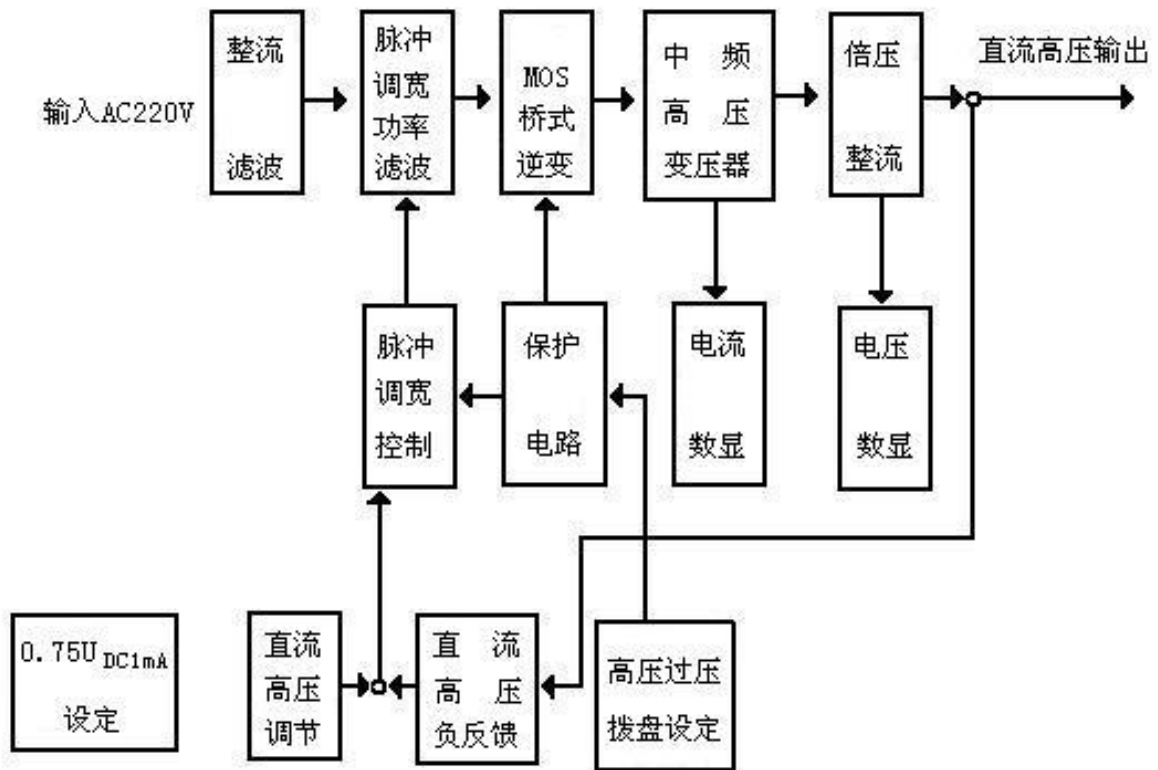 输入AC220V
整流
滤波
脉冲
调宽
功率
滤波
MOS
桥式
逆变
中 频
高 压
变压器
倍压
整流
直流高压输出
脉冲
调宽
控制
保护
电路
电流
数显
电压
数显
0.75U DC1mA
设定
直流
高压
调节
直 流
高 压
负反馈
高压过压
拨盘设定